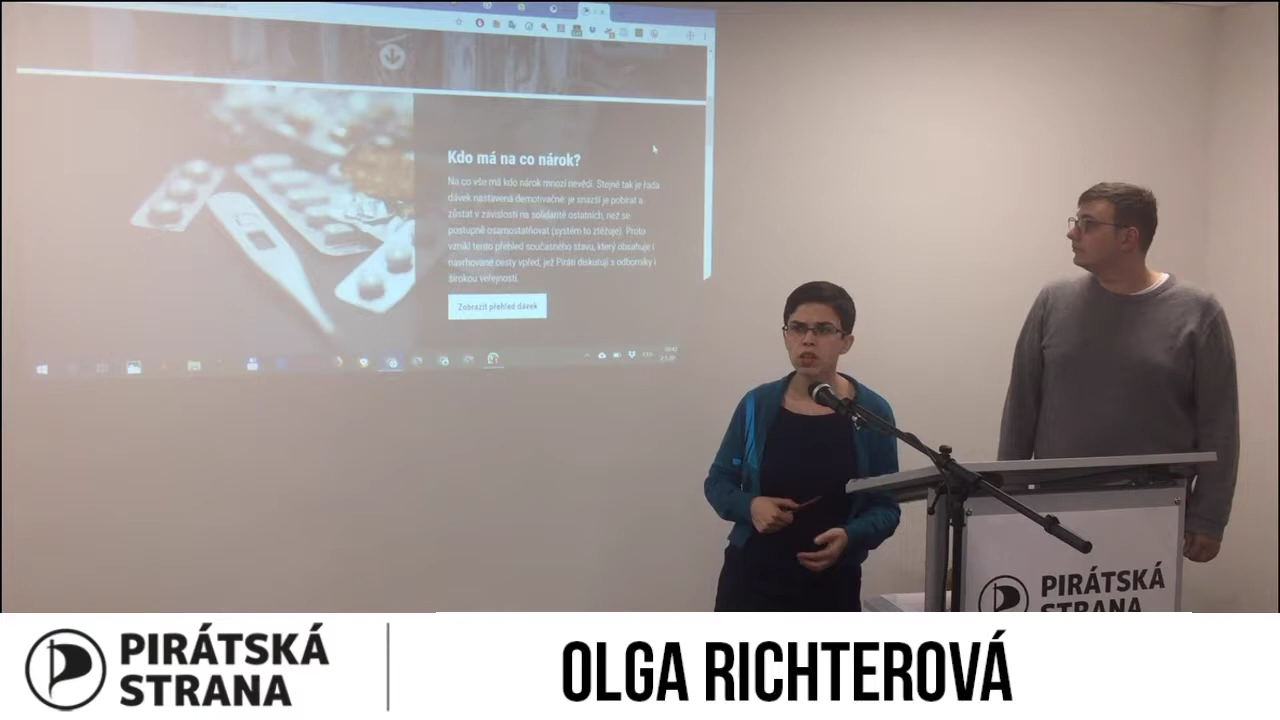 Kdo má na co nárok?
Na co vše má kdo nárok mnozí nevědí. Stejně tak je řada
dávek nastavená demotivačně: je snazší je pobírat a
zůstat v závislosti na solidaritě ostatních, než se
postupně osamostatňovat (systém to ztěžuje). Proto
vznikl tento přehled současného stavu, který obsahuje i
navrhované cesty vpřed, jež Piráti diskutují s odborníky i
širokou veřejností.
Zobrazit přehled dávek
PIRÁTSKÁ
STRANA
PIRÁTSKÁ
STRANA
OLGA RICHTEROVÁ